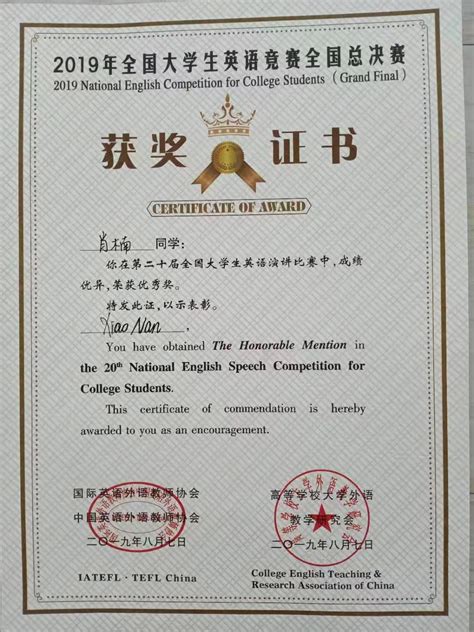 2019年全国大学生英语竞赛全国总决赛
2019 National English Competition for College Students ( Grand Final )
获奖 证书
CERTIFICATE OF AWARD
肖楠 同学:
你在第二十届全国大学生英语演讲比赛中,成绩
优异,荣获优秀奖。
特发此证,以示表彰。
Xiao Nan ,
You have obtained The Honorable Mention in
the 20th National English Speech Competition for
College Students.
This certificate of commendation is hereby
awarded to you as an encouragement.
国际英语外语教师协会 高等学校大学外语
中国英语外语教师协会 教学研究会
二〇一九年八月七日 二〇一九年八月七日
IATEFL · TEFL China College English Teaching &
Research Association of China